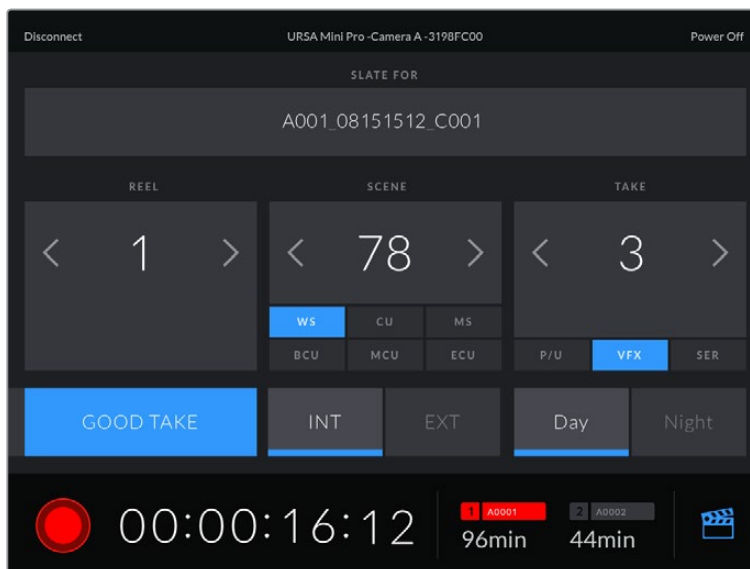 Disconnect URSA Mini Pro -Camera A -3198FC00 Power Off
SLATE FOR
A001_08151512_C001
REEL SCENE TAKE
< 1 > < 78 > < 3 >
WS CU MS
BCU MCU ECU P/U VFX SER
GOOD TAKE INT EXT Day Night
00:00:16:12 1 A0001 2 A0002
96min 44min